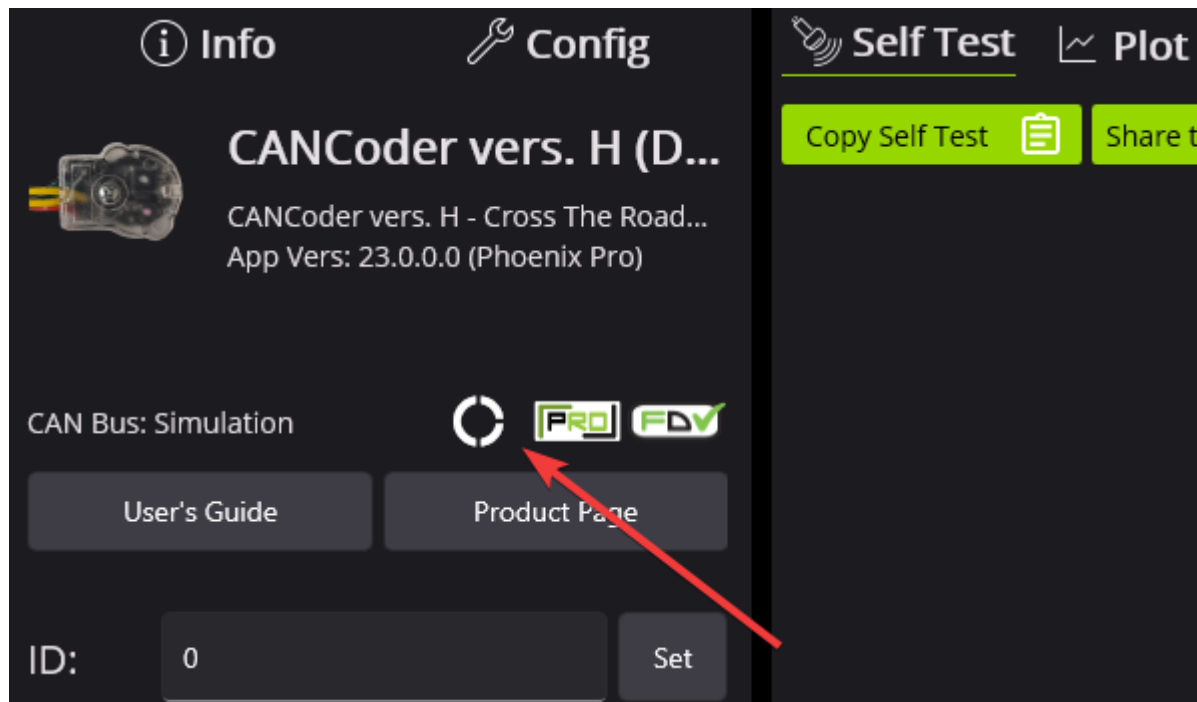 Info
Config
CANCoder vers. H (D...
CANCoder vers. H - Cross The Road...
App Vers: 23.0.0.0 (Phoenix Pro)
CAN Bus: Simulation
PRO
FD
User's Guide
Product Page
ID:
0
Set
Self Test
Plot
Copy Self Test
Share t